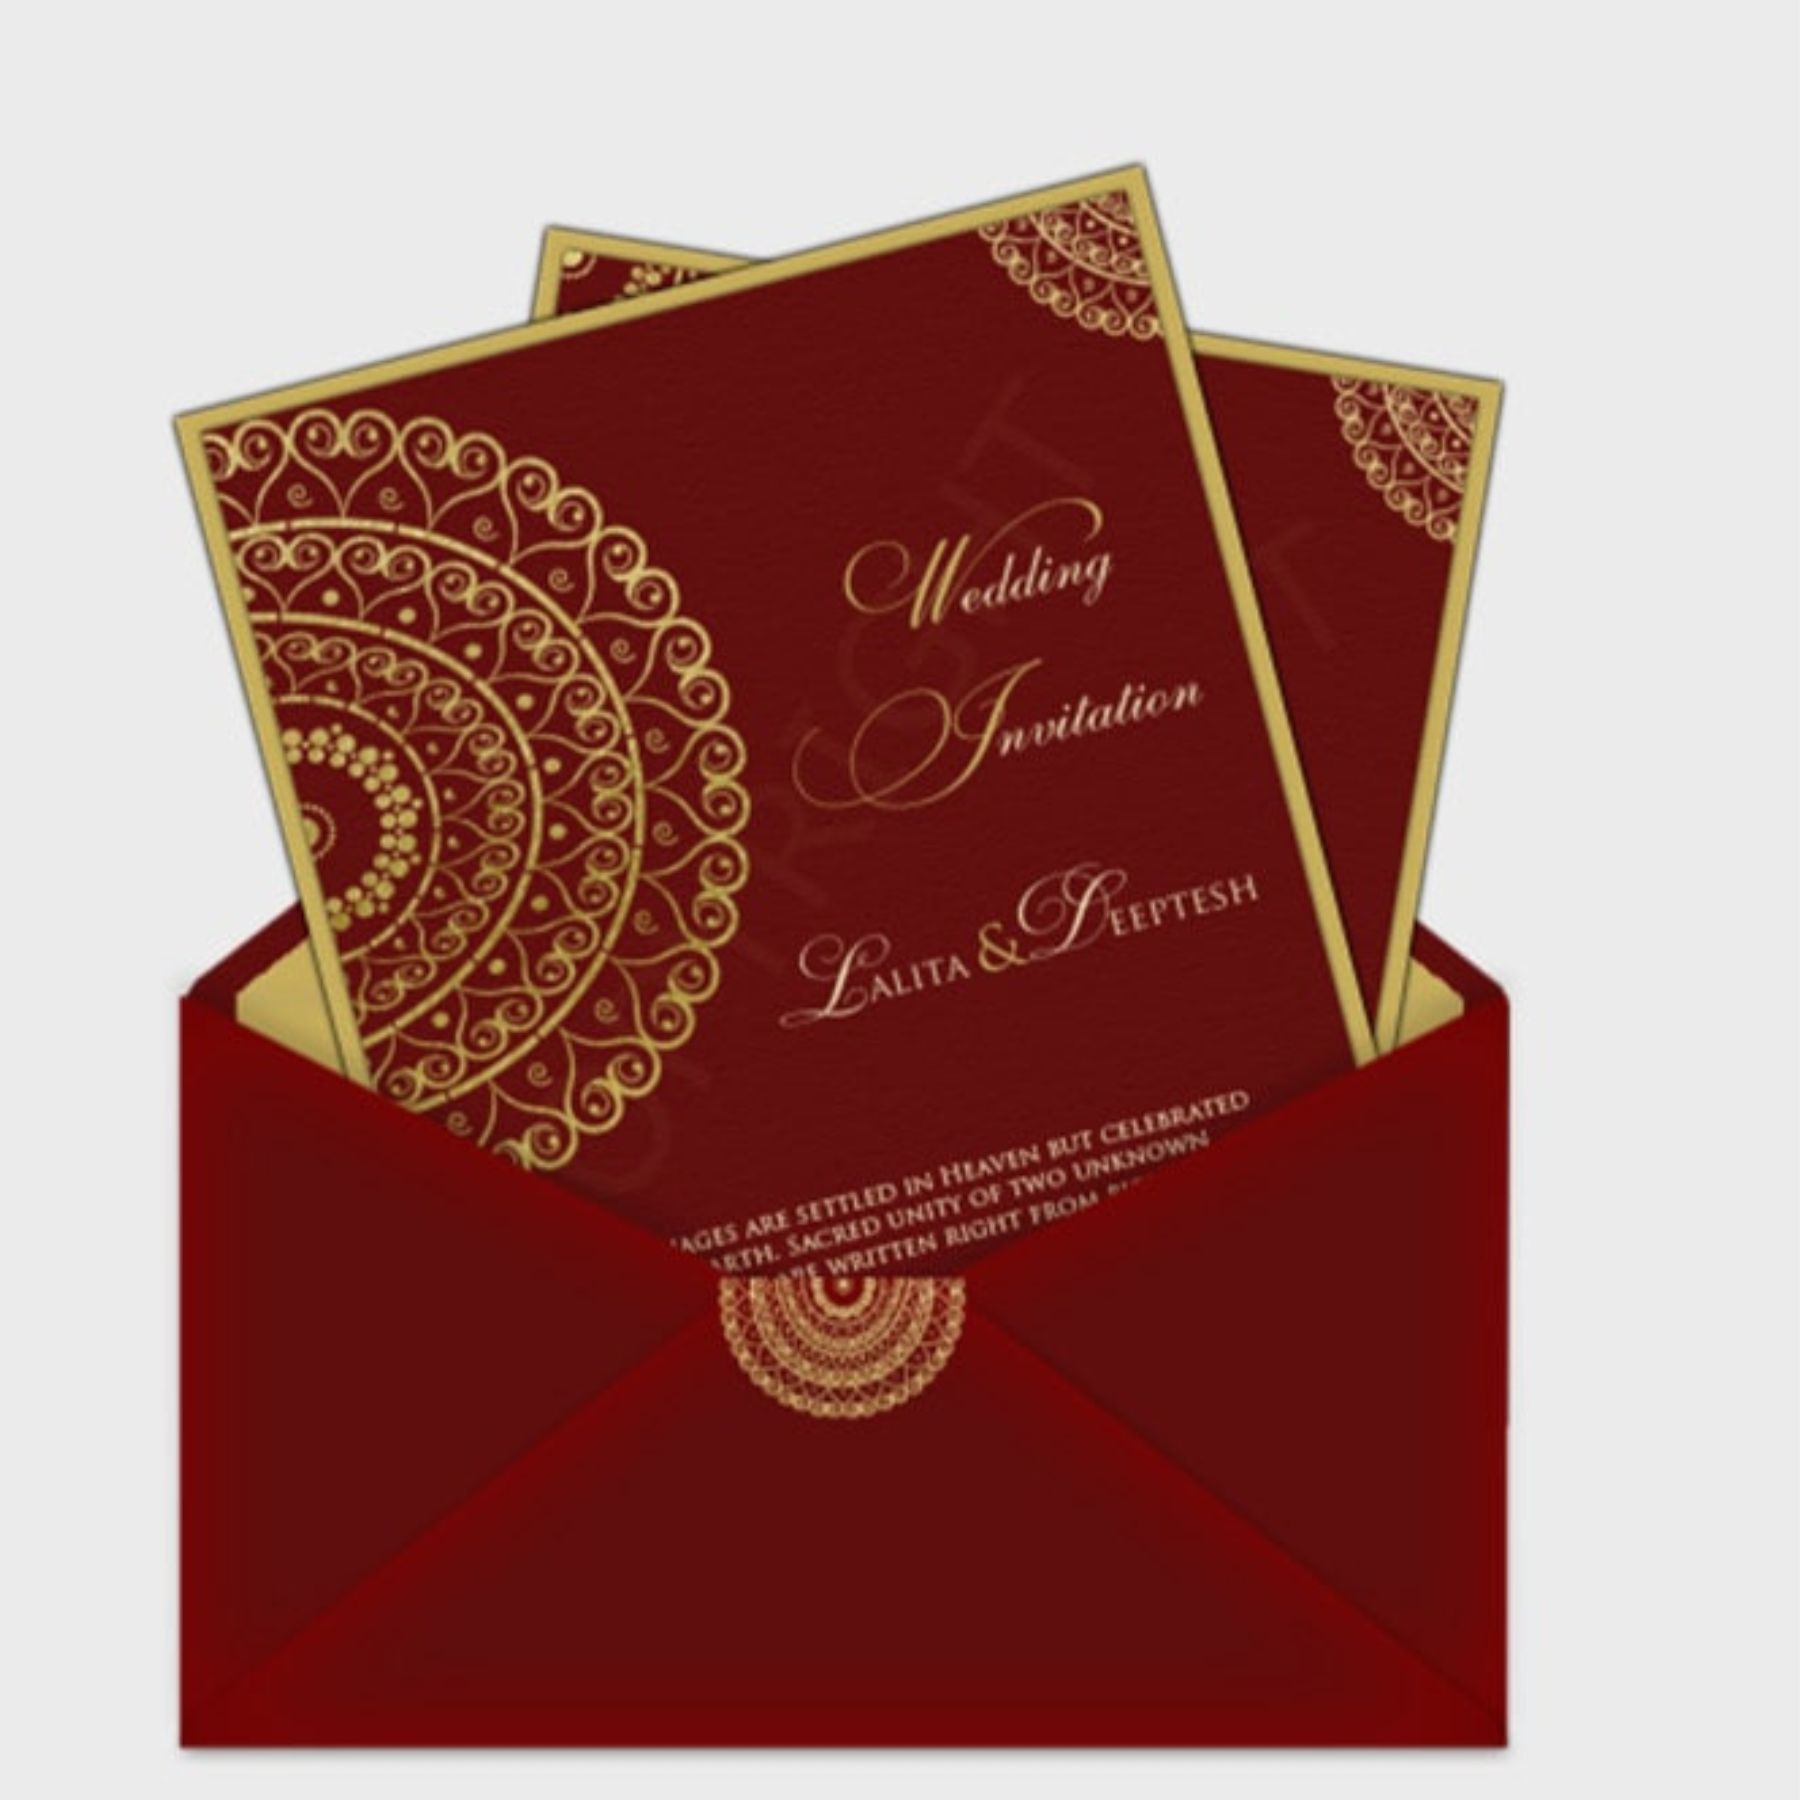 Wedding
Invitation
Lalita & Deeptesh
ages are settled in Heaven but celebrated
arth. Sacred unity of two unknown
written right from